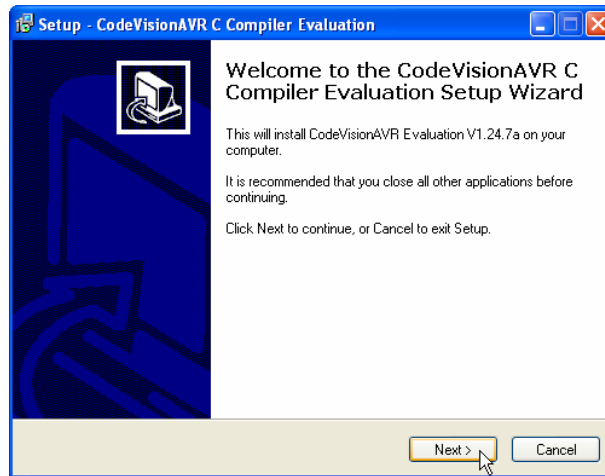 Setup - CodeVisionAVR C Compiler Evaluation
Welcome to the CodeVisionAVR C
Compiler Evaluation Setup Wizard
This will install CodeVisionAVR Evaluation V1.24.7a on your
computer.
It is recommended that you close all other applications before
continuing.
Click Next to continue, or Cancel to exit Setup.
Next > Cancel